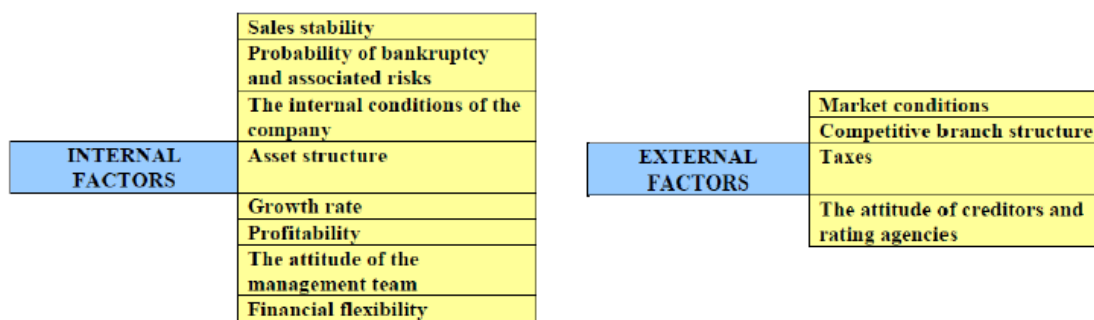 Sales stability
Probability of bankruptcy
and associated risks
The internal conditions of the
company
INTERNAL
FACTORS
Asset structure
Growth rate
Profitability
The attitude of the
management team
Financial flexibility
Market conditions
Competitive branch structure
EXTERNAL
FACTORS
Taxes
The attitude of creditors and
rating agencies